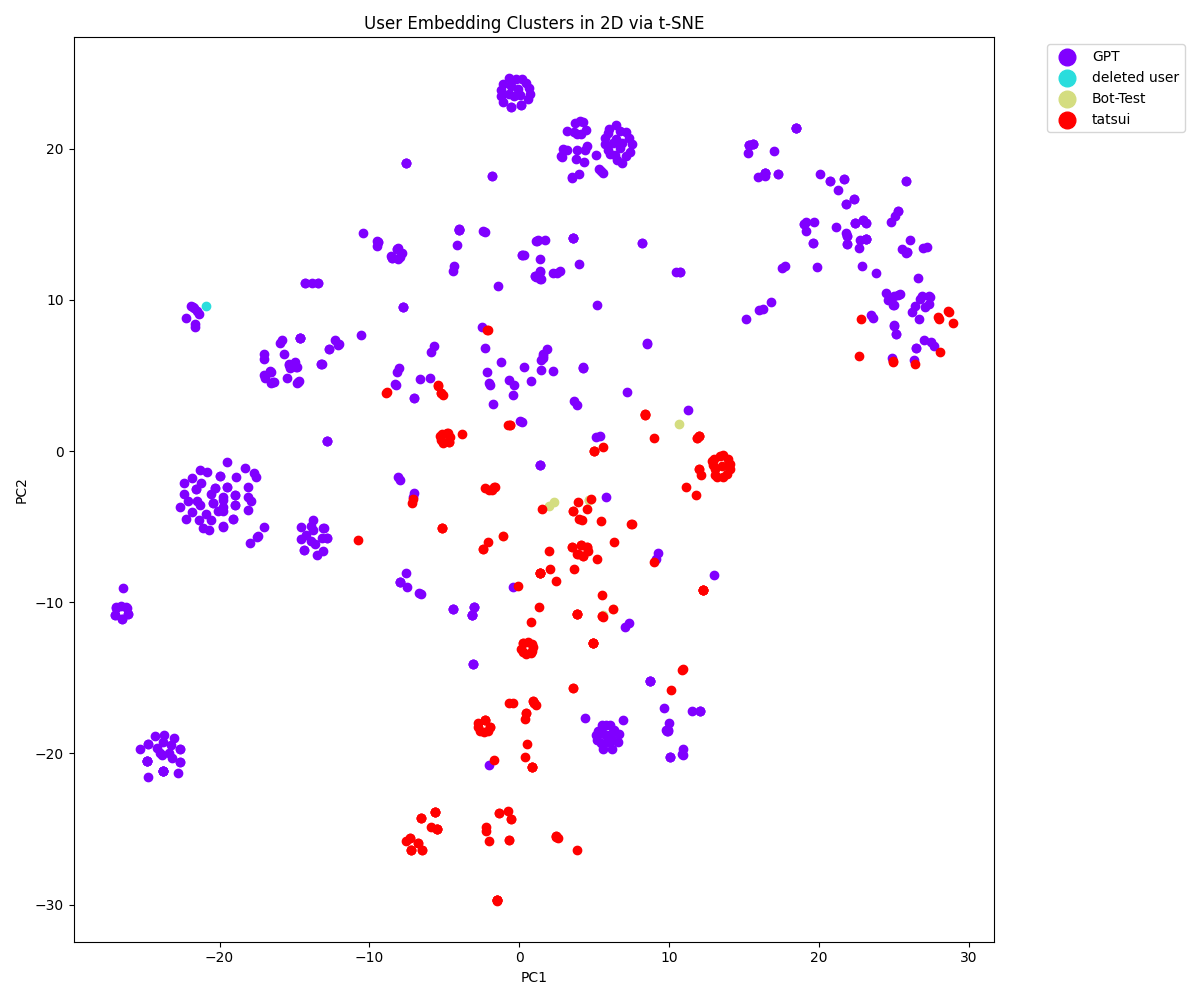 User Embedding Clusters in 2D via t-SNE
GPT
deleted user
Bot-Test
tatsui
PC2
20
10
0
−10
−20
−30
−20
−10
0
10
20
30
PC1